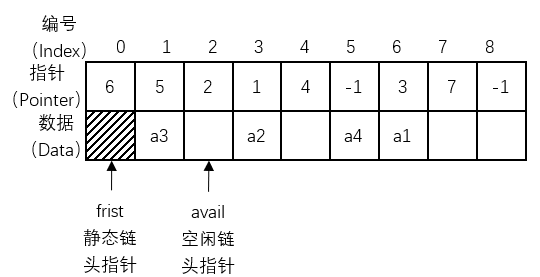 编号
(Index) 0 1 2 3 4 5 6 7 8
指针
(Pointer) 6 5 2 1 4 -1 3 7 -1
数据
(Data) a3 a2 a4 a1
frist avail
静态链 空闲链
头指针 头指针